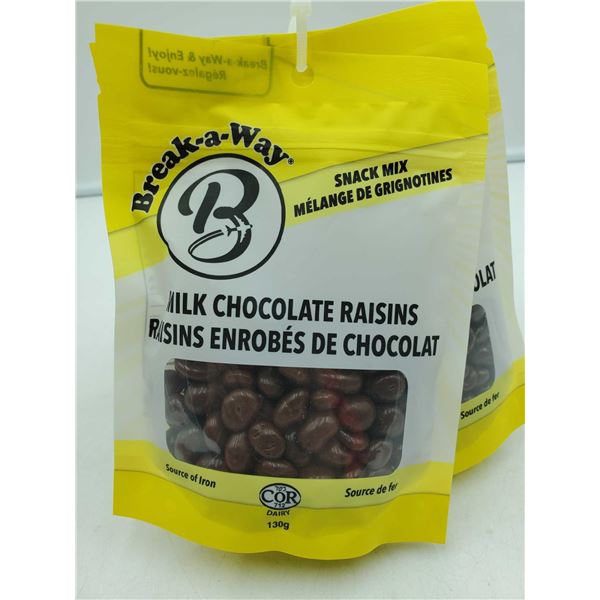 Break-a-Way & Enjoy!
Régalez-vous!
Break-a-Way®
B
SNACK MIX
MÉLANGE DE GRIGNOTINES
MILK CHOCOLATE RAISINS
RAISINS ENROBÉS DE CHOCOLAT
OLAT
Source of Iron
Source de fer
Source de fer
COR
712
DAIRY
130g